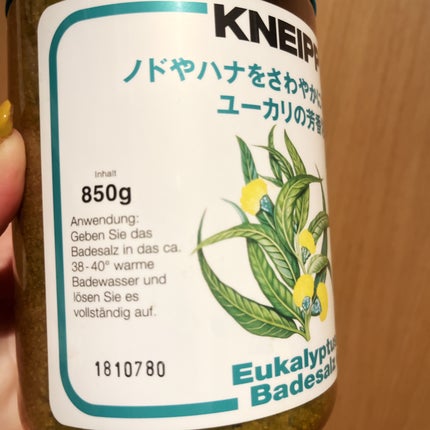 KNEIPP
ノドやハナをさわやかに
ユーカリの芳香
Inhalt
850g
Anwendung:
Geben Sie das
Badesalz in das ca.
38-40° warme
Badewasser und
lösen Sie es
vollständig auf.
1810780
Eukalyptus
Badesalz